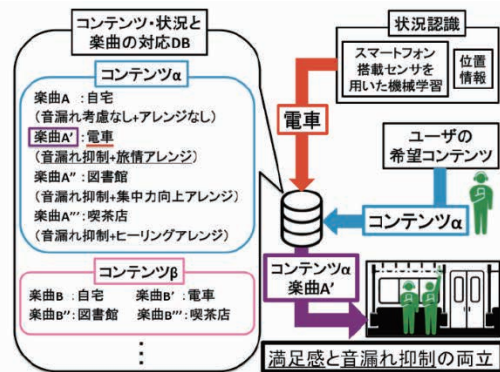 コンテンツ・状況と
楽曲の対応DB
コンテンツα
楽曲A ：自宅
(音漏れ考慮なし+アレンジなし)
楽曲A' ：電車
(音漏れ抑制+旅情アレンジ)
楽曲A'' ：図書館
(音漏れ抑制+集中力向上アレンジ)
楽曲A''' ：喫茶店
(音漏れ抑制+ヒーリングアレンジ)
コンテンツβ
楽曲B ：自宅 楽曲B' ：電車
楽曲B''：図書館 楽曲B'''：喫茶店
⋮
状況認識
スマートフォン
搭載センサを
用いた機械学習
位置
情報
電車
ユーザの
希望コンテンツ
コンテンツα
コンテンツα
楽曲A'
満足感と音漏れ抑制の両立